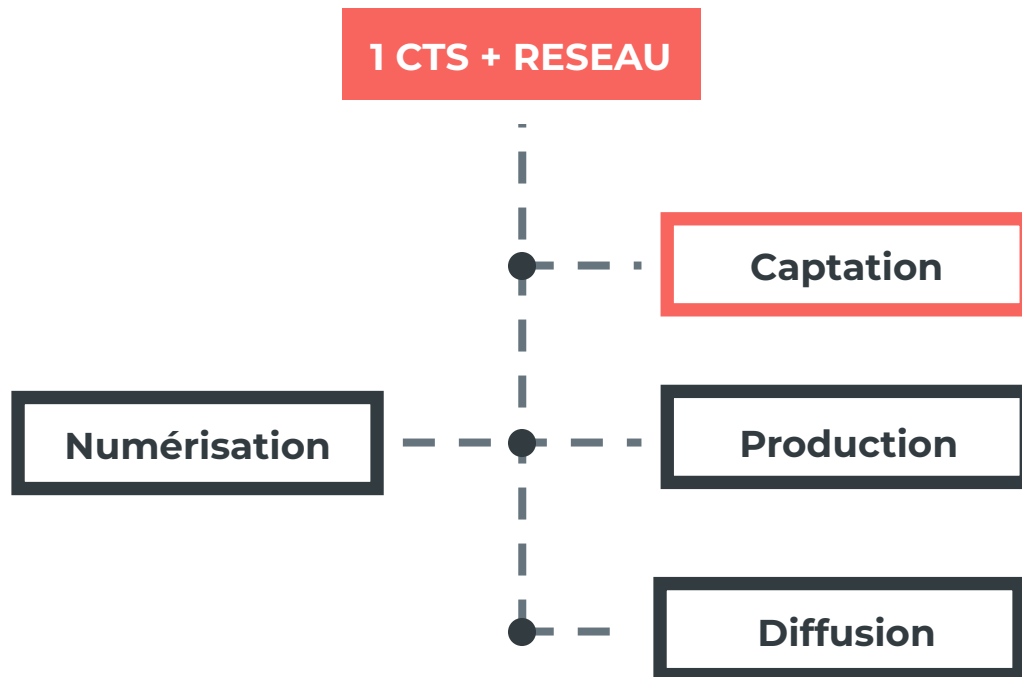 1 CTS + RESEAU
Captation
Numérisation
Production
Diffusion